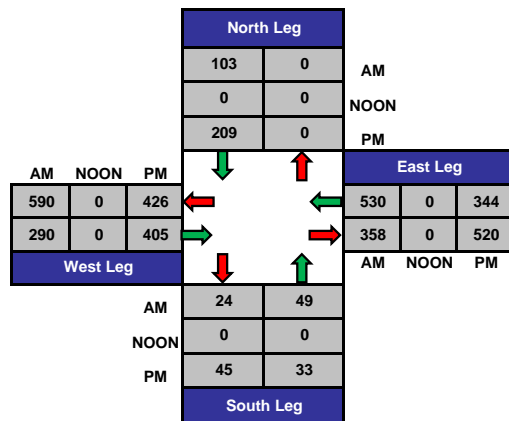 North Leg
103 0 AM
0 0 NOON
209 0 PM
AM NOON PM East Leg
590 0 426 530 0 344
290 0 405 358 0 520
West Leg AM NOON PM
AM 24 49
NOON 0 0
PM 45 33
South Leg